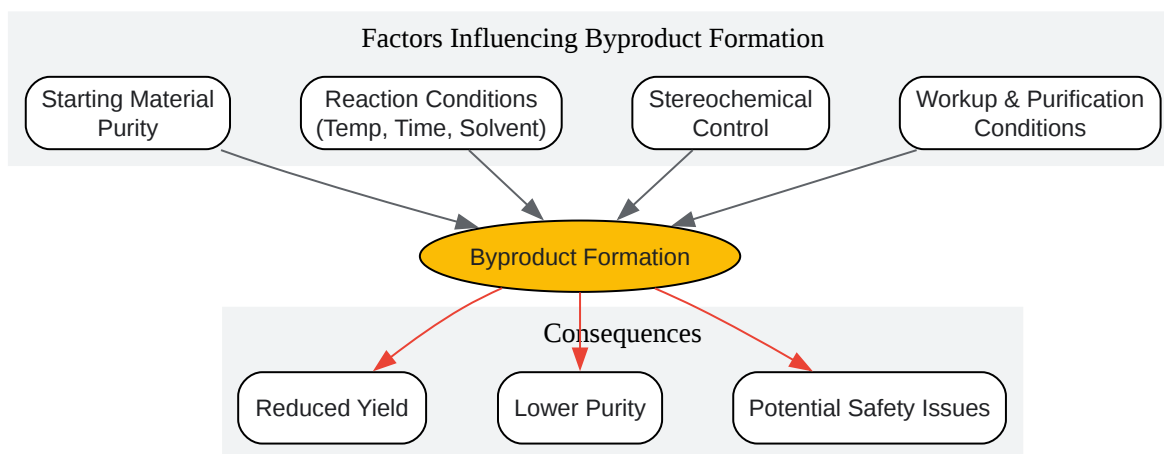 Factors Influencing Byproduct Formation
Starting Material
Purity
Reaction Conditions
(Temp, Time, Solvent)
Stereochemical
Control
Workup & Purification
Conditions
Byproduct Formation
Consequences
Reduced Yield
Lower Purity
Potential Safety Issues